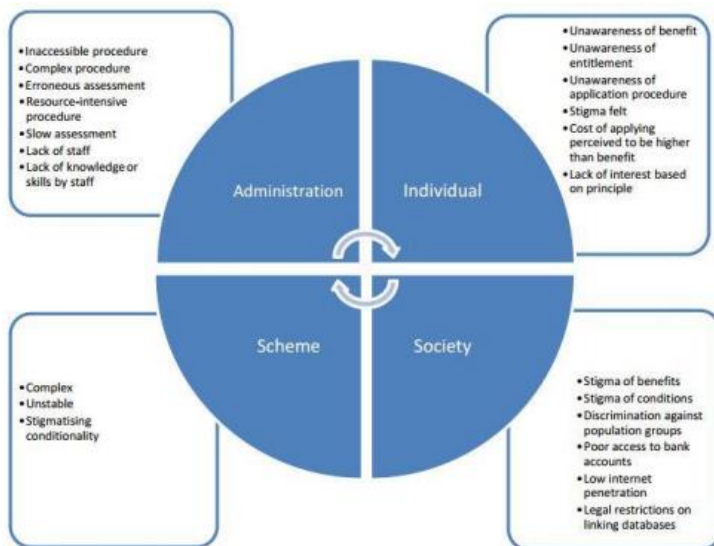 • Inaccessible procedure
• Complex procedure
• Erroneous assessment
• Resource-intensive
procedure
• Slow assessment
• Lack of staff
• Lack of knowledge or
skills by staff
• Unawareness of benefit
• Unawareness of
entitlement
• Unawareness of
application procedure
• Stigma felt
• Cost of applying
perceived to be higher
than benefit
• Lack of interest based
on principle
Administration
Individual
Scheme
Society
• Complex
• Unstable
• Stigmatising
conditionality
• Stigma of benefits
• Stigma of conditions
• Discrimination against
population groups
• Poor access to bank
accounts
• Low internet
penetration
• Legal restrictions on
linking databases